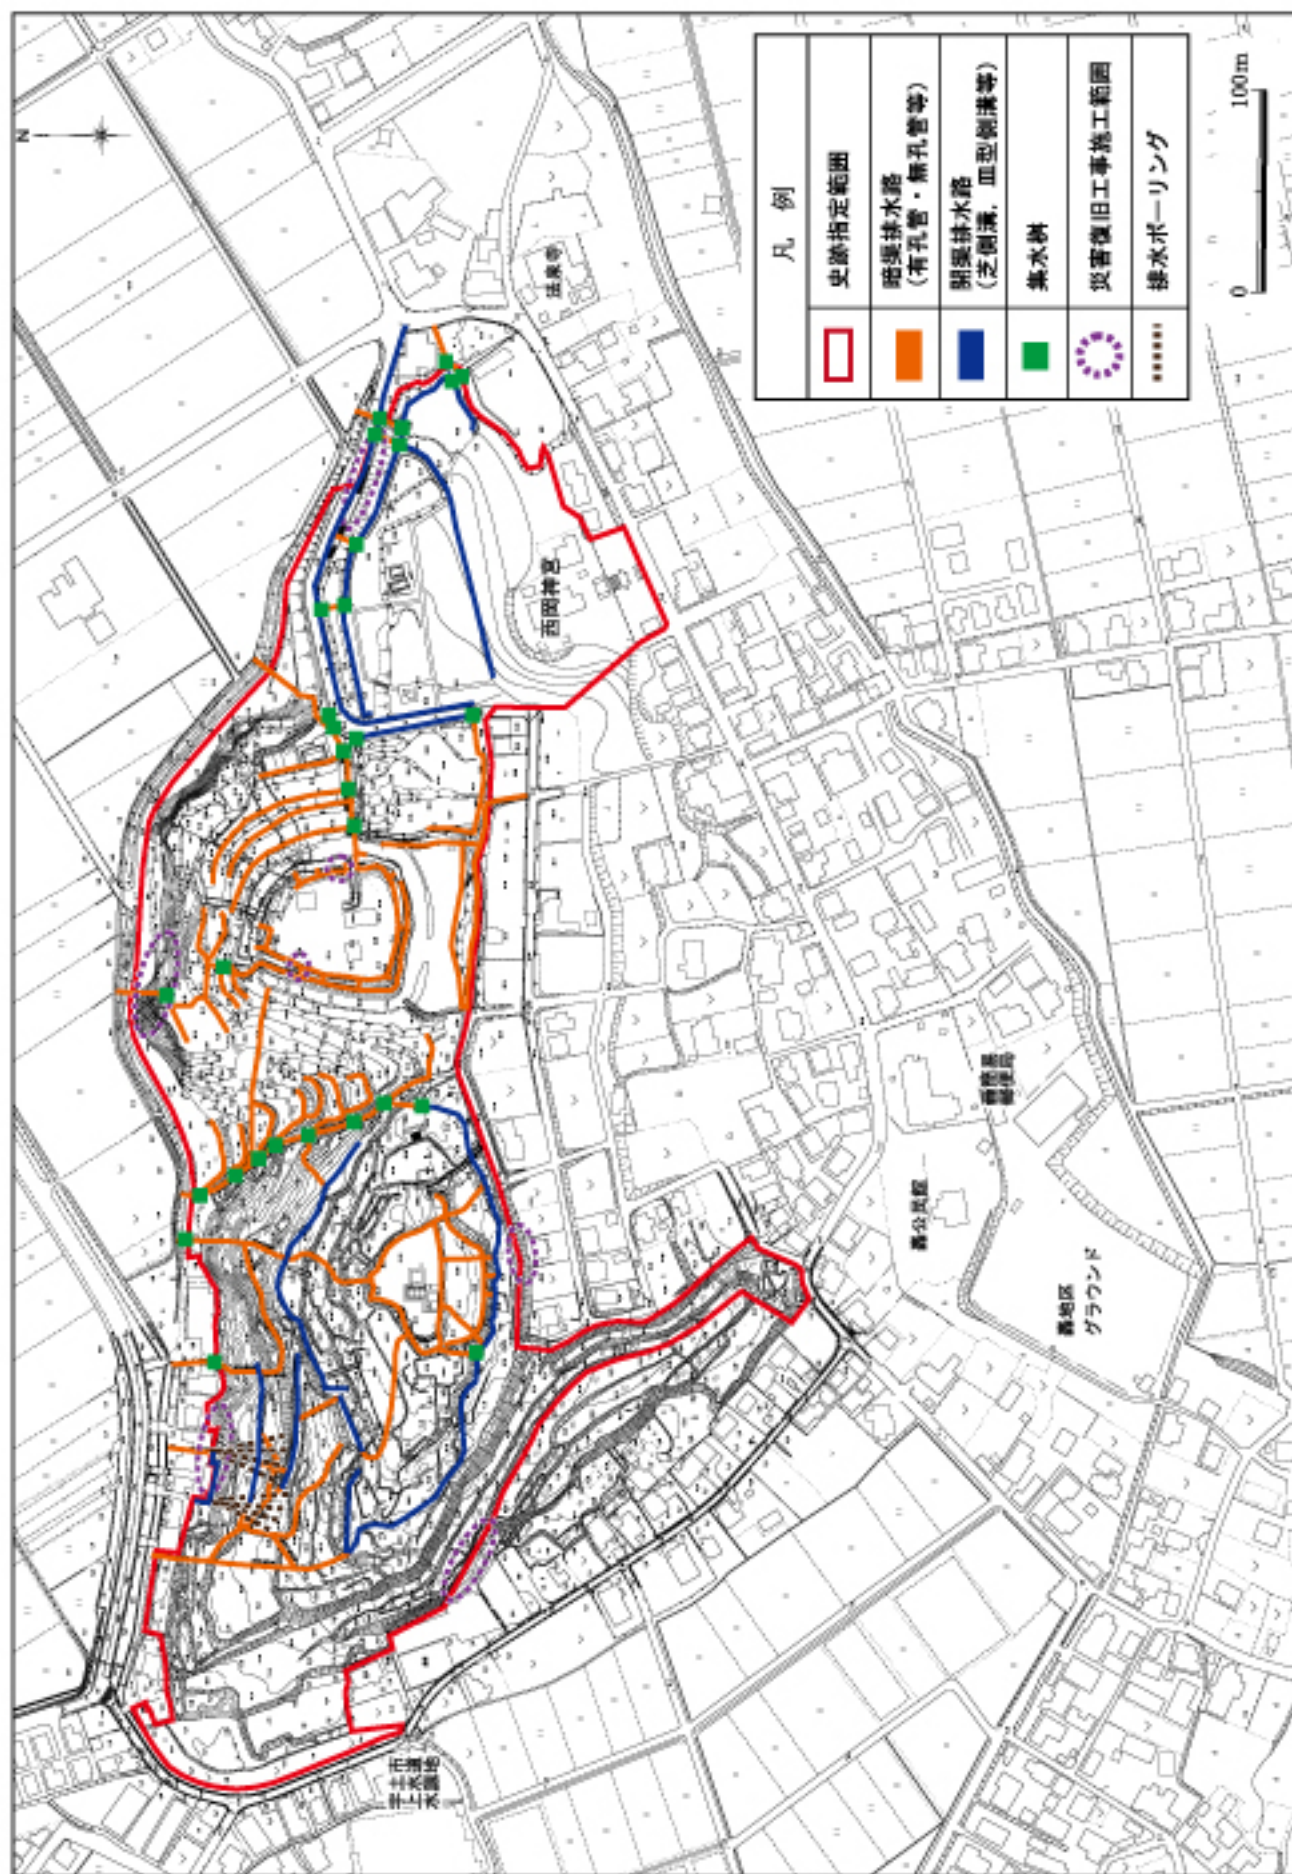 N
法泉寺
西岡神宮
轟公民館
轟地区
グラウンド
凡 例
史跡指定範囲
暗渠排水路
(有孔管・無孔管等)
開渠排水路
(芝側溝，皿型側溝等)
集水桝
災害復旧工事施工範囲
排水ボーリング
0
100m